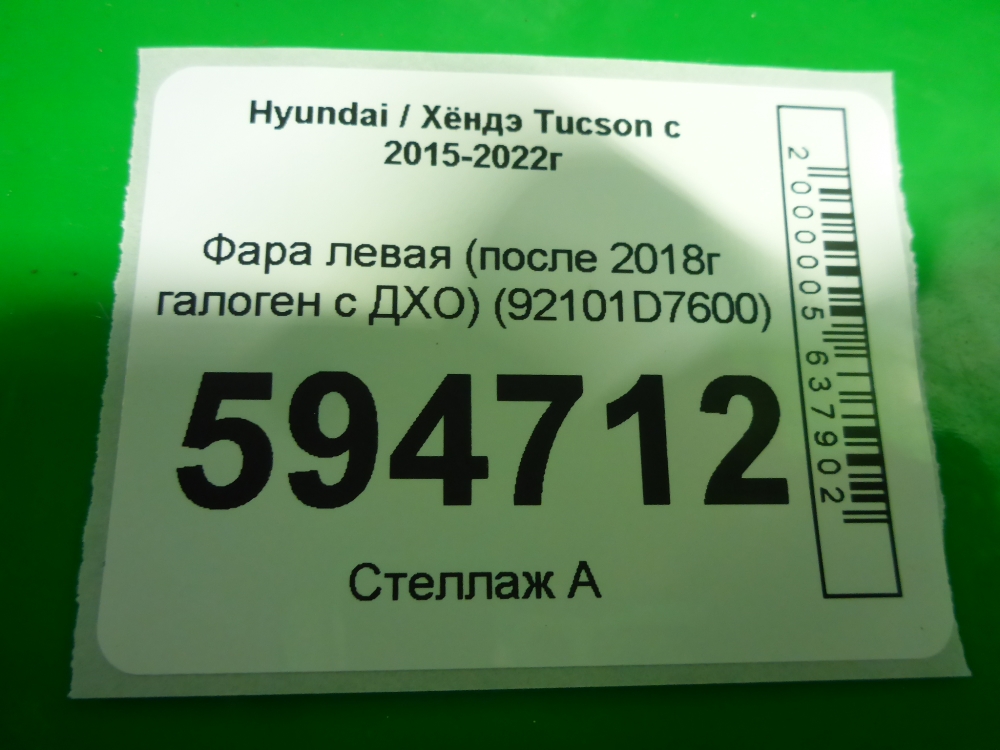 Hyundai / Хёндэ Tucson с
2015-2022г
Фара левая (после 2018г
галоген с ДХО) (92101D7600)
594712
Стеллаж А
2000005637902